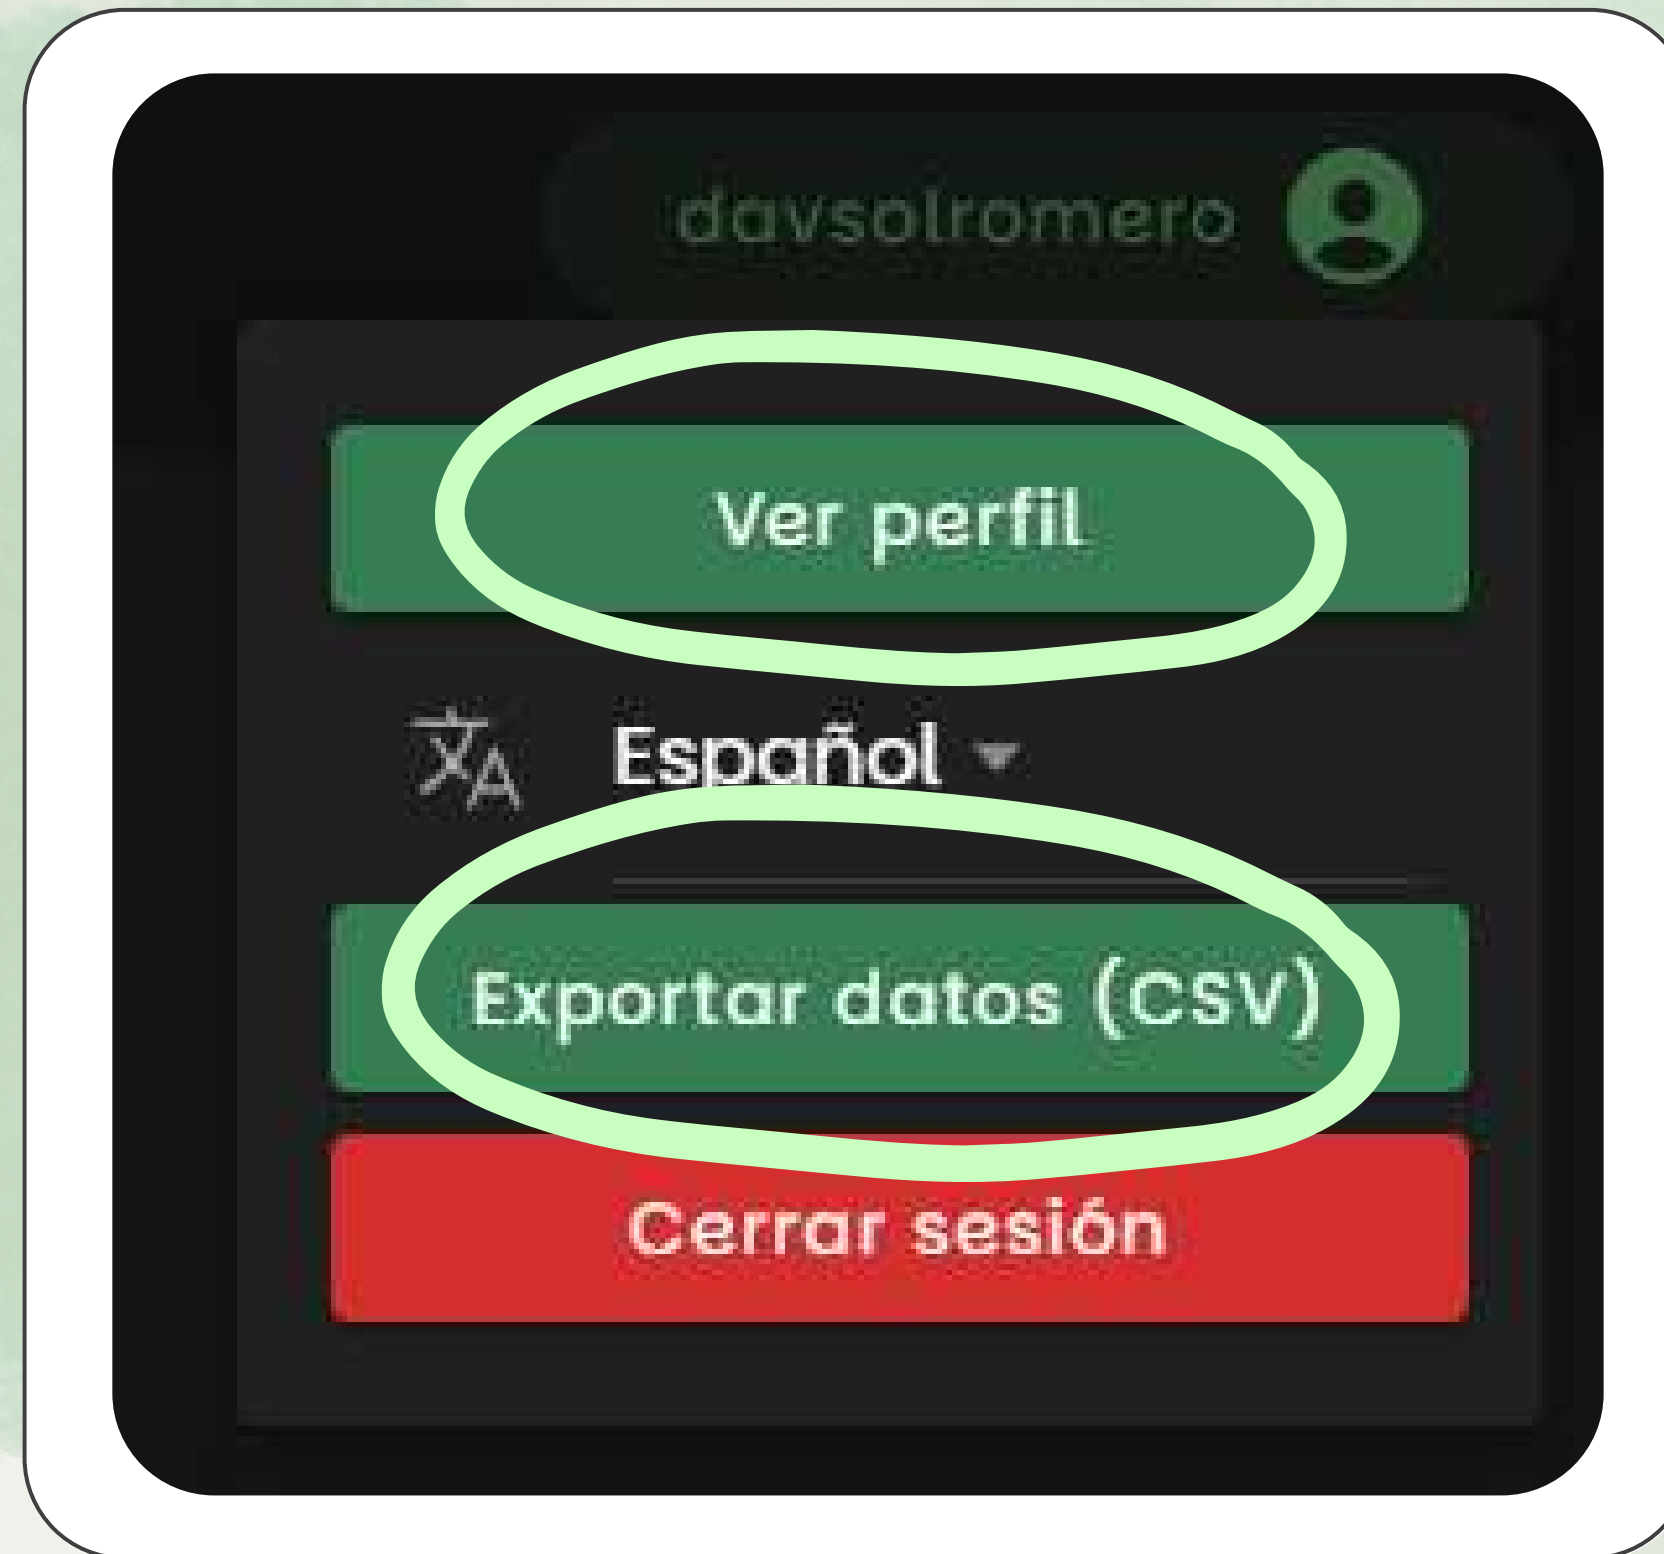 davsolromero
Ver perfil
Español
Exportar datos (CSV)
Cerrar sesión